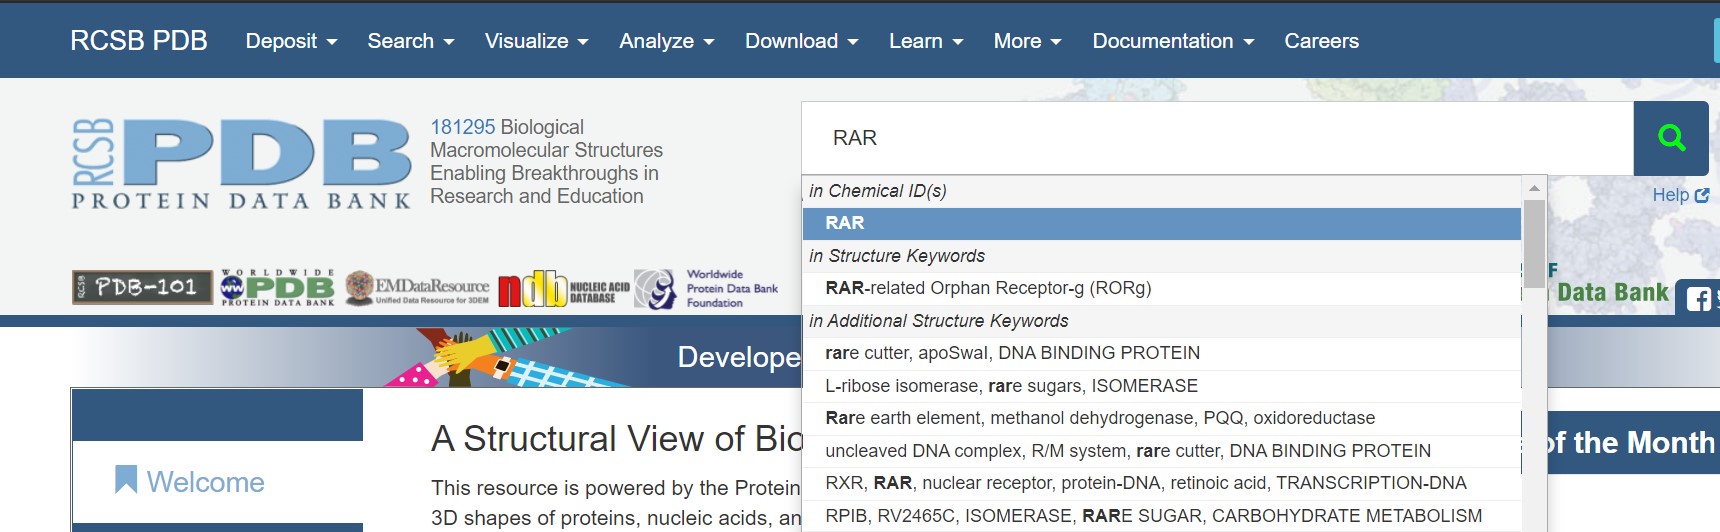 RCSB PDB Deposit Search Visualize Analyze Download Learn More Documentation Careers
RCSB PDB
PROTEIN DATA BANK
181295 Biological
Macromolecular Structures
Enabling Breakthroughs in
Research and Education
RAR
Help
in Chemical ID(s)
RAR
in Structure Keywords
RAR-related Orphan Receptor-g (RORg)
in Additional Structure Keywords
rare cutter, apoSwaI, DNA BINDING PROTEIN
L-ribose isomerase, rare sugars, ISOMERASE
Rare earth element, methanol dehydrogenase, PQQ, oxidoreductase
uncleaved DNA complex, R/M system, rare cutter, DNA BINDING PROTEIN
RXR, RAR, nuclear receptor, protein-DNA, retinoic acid, TRANSCRIPTION-DNA
RPIB, RV2465C, ISOMERASE, RARE SUGAR, CARBOHYDRATE METABOLISM
RCSB PDB-101
WORLDWIDE
PDB
PROTEIN DATA BANK
EMDataResource
Unified Data Resource for 3DEM
ndb NUCLEIC ACID
DATABASE
Worldwide
Protein Data Bank
Foundation
F
Data Bank
Develope
Welcome
A Structural View of Bio
This resource is powered by the Protein
3D shapes of proteins, nucleic acids, an
of the Month